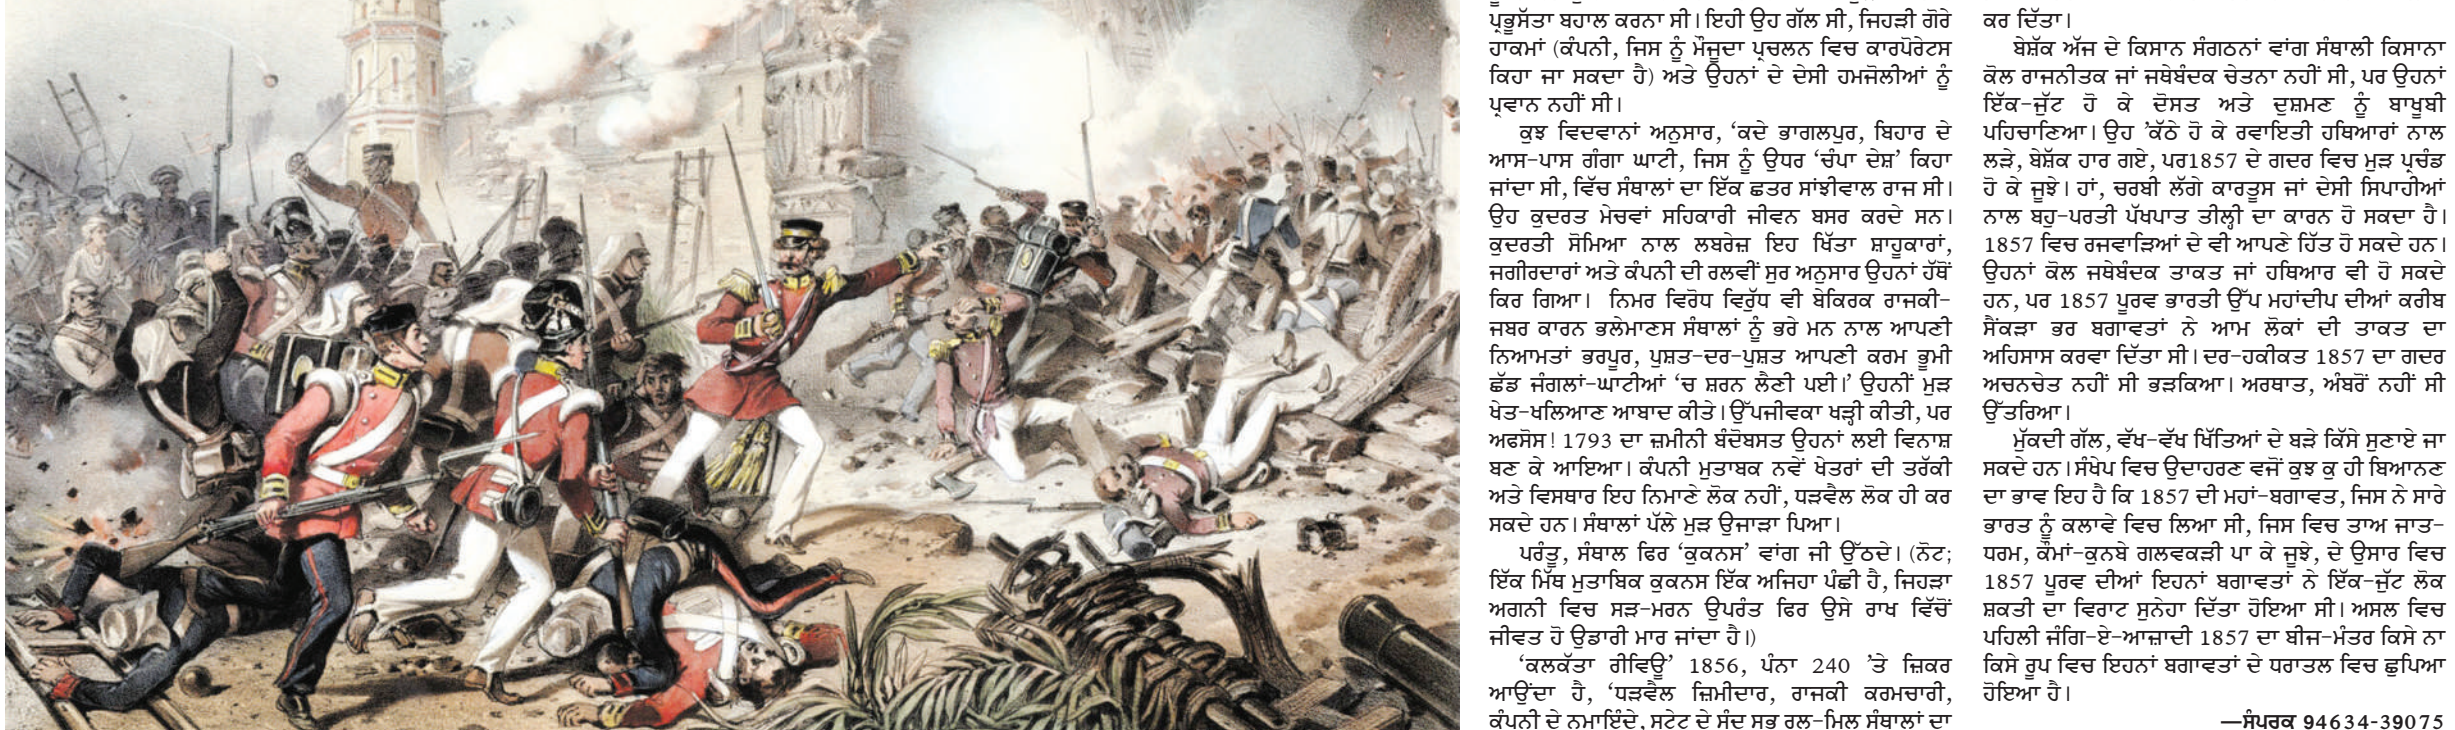 ਪ੍ਰਭੂਸੱਤਾ ਬਹਾਲ ਕਰਨਾ ਸੀ। ਇਹੀ ਉਹ ਗੱਲ ਸੀ, ਜਿਹੜੀ ਗੋਰੇ
ਹਾਕਮਾਂ (ਕੰਪਨੀ, ਜਿਸ ਨੂੰ ਮੌਜੂਦਾ ਪ੍ਰਚਲਨ ਵਿਚ ਕਾਰਪੋਰੇਟਸ
ਕਿਹਾ ਜਾ ਸਕਦਾ ਹੈ) ਅਤੇ ਉਹਨਾਂ ਦੇ ਦੇਸੀ ਹਮਜੋਲੀਆਂ ਨੂੰ
ਪ੍ਰਵਾਨ ਨਹੀਂ ਸੀ।
ਕੁਝ ਵਿਦਵਾਨਾਂ ਅਨੁਸਾਰ, ‘ਕਦੇ ਭਾਗਲਪੁਰ, ਬਿਹਾਰ ਦੇ
ਆਸ-ਪਾਸ ਗੰਗਾ ਘਾਟੀ, ਜਿਸ ਨੂੰ ਉਧਰ ‘ਚੰਪਾ ਦੇਸ਼’ ਕਿਹਾ
ਜਾਂਦਾ ਸੀ, ਵਿੱਚ ਸੰਥਾਲਾਂ ਦਾ ਇੱਕ ਛਤਰ ਸਾਂਝੀਵਾਲ ਰਾਜ ਸੀ।
ਉਹ ਕੁਦਰਤ ਮੇਚਵਾਂ ਸਹਿਕਾਰੀ ਜੀਵਨ ਬਸਰ ਕਰਦੇ ਸਨ।
ਕੁਦਰਤੀ ਸੋਮਿਆ ਨਾਲ ਲਬਰੇਜ਼ ਇਹ ਖਿੱਤਾ ਸ਼ਾਹੂਕਾਰਾਂ,
ਜਗੀਰਦਾਰਾਂ ਅਤੇ ਕੰਪਨੀ ਦੀ ਰਲਵੀਂ ਸੁਰ ਅਨੁਸਾਰ ਉਹਨਾਂ ਹੱਥੋਂ
ਕਿਰ ਗਿਆ। ਨਿਮਰ ਵਿਰੋਧ ਵਿਰੁੱਧ ਵੀ ਬੇਕਿਰਕ ਰਾਜਕੀ-
ਜਬਰ ਕਾਰਨ ਭਲੇਮਾਣਸ ਸੰਥਾਲਾਂ ਨੂੰ ਭਰੇ ਮਨ ਨਾਲ ਆਪਣੀ
ਨਿਆਮਤਾਂ ਭਰਪੂਰ, ਪੁਸ਼ਤ-ਦਰ-ਪੁਸ਼ਤ ਆਪਣੀ ਕਰਮ ਭੂਮੀ
ਛੱਡ ਜੰਗਲਾਂ-ਘਾਟੀਆਂ ‘ਚ ਸ਼ਰਨ ਲੈਣੀ ਪਈ।’ ਉਹਨੀਂ ਮੁੜ
ਖੇਤ-ਖਲਿਆਣ ਆਬਾਦ ਕੀਤੇ। ਉੱਪਜੀਵਕਾ ਖੜ੍ਹੀ ਕੀਤੀ, ਪਰ
ਅਫਸੋਸ! 1793 ਦਾ ਜ਼ਮੀਨੀ ਬੰਦੋਬਸਤ ਉਹਨਾਂ ਲਈ ਵਿਨਾਸ਼
ਬਣ ਕੇ ਆਇਆ। ਕੰਪਨੀ ਮੁਤਾਬਕ ਨਵੇਂ ਖੇਤਰਾਂ ਦੀ ਤਰੱਕੀ
ਅਤੇ ਵਿਸਥਾਰ ਇਹ ਨਿਮਾਣੇ ਲੋਕ ਨਹੀਂ, ਧੜਵੈਲ ਲੋਕ ਹੀ ਕਰ
ਸਕਦੇ ਹਨ। ਸੰਥਾਲਾਂ ਪੱਲੇ ਮੁੜ ਉਜਾੜਾ ਪਿਆ।
ਪਰੰਤੂ, ਸੰਥਾਲ ਫਿਰ ‘ਕੁਕਨਸ’ ਵਾਂਗ ਜੀ ਉੱਠਦੇ। (ਨੋਟ;
ਇੱਕ ਮਿੱਥ ਮੁਤਾਬਿਕ ਕੁਕਨਸ ਇੱਕ ਅਜਿਹਾ ਪੰਛੀ ਹੈ, ਜਿਹੜਾ
ਅਗਨੀ ਵਿਚ ਸੜ-ਮਰਨ ਉਪਰੰਤ ਫਿਰ ਉਸੇ ਰਾਖ ਵਿੱਚੋਂ
ਜੀਵਤ ਹੋ ਉਡਾਰੀ ਮਾਰ ਜਾਂਦਾ ਹੈ।)
‘ਕਲਕੱਤਾ ਰੀਵਿਊ’ 1856, ਪੰਨਾ 240 ’ਤੇ ਜ਼ਿਕਰ
ਆਉਂਦਾ ਹੈ, ‘ਧੜਵੈਲ ਜ਼ਿਮੀਦਾਰ, ਰਾਜਕੀ ਕਰਮਚਾਰੀ,
ਕੰਪਨੀ ਦੇ ਨਮਾਇੰਦੇ, ਸਟੇਟ ਦੇ ਸੰਦ ਸਭ ਰਲ-ਮਿਲ ਸੰਥਾਲਾਂ ਦਾ
ਕਰ ਦਿੱਤਾ।
ਬੇਸ਼ੱਕ ਅੱਜ ਦੇ ਕਿਸਾਨ ਸੰਗਠਨਾਂ ਵਾਂਗ ਸੰਥਾਲੀ ਕਿਸਾਨਾ
ਕੋਲ ਰਾਜਨੀਤਕ ਜਾਂ ਜਥੇਬੰਦਕ ਚੇਤਨਾ ਨਹੀਂ ਸੀ, ਪਰ ਉਹਨਾਂ
ਇੱਕ-ਜੁੱਟ ਹੋ ਕੇ ਦੋਸਤ ਅਤੇ ਦੁਸ਼ਮਣ ਨੂੰ ਬਾਖੂਬੀ
ਪਹਿਚਾਣਿਆ। ਉਹ ’ਕੱਠੇ ਹੋ ਕੇ ਰਵਾਇਤੀ ਹਥਿਆਰਾਂ ਨਾਲ
ਲੜੇ, ਬੇਸ਼ੱਕ ਹਾਰ ਗਏ, ਪਰ1857 ਦੇ ਗਦਰ ਵਿਚ ਮੁੜ ਪ੍ਰਚੰਡ
ਹੋ ਕੇ ਜੂਝੇ। ਹਾਂ, ਚਰਬੀ ਲੱਗੇ ਕਾਰਤੂਸ ਜਾਂ ਦੇਸੀ ਸਿਪਾਹੀਆਂ
ਨਾਲ ਬਹੁ-ਪਰਤੀ ਪੱਖਪਾਤ ਤੀਲ੍ਹੀ ਦਾ ਕਾਰਨ ਹੋ ਸਕਦਾ ਹੈ।
1857 ਵਿਚ ਰਜਵਾੜਿਆਂ ਦੇ ਵੀ ਆਪਣੇ ਹਿੱਤ ਹੋ ਸਕਦੇ ਹਨ।
ਉਹਨਾਂ ਕੋਲ ਜਥੇਬੰਦਕ ਤਾਕਤ ਜਾਂ ਹਥਿਆਰ ਵੀ ਹੋ ਸਕਦੇ
ਹਨ, ਪਰ 1857 ਪੂਰਵ ਭਾਰਤੀ ਉੱਪ ਮਹਾਂਦੀਪ ਦੀਆਂ ਕਰੀਬ
ਸੈਂਕੜਾ ਭਰ ਬਗਾਵਤਾਂ ਨੇ ਆਮ ਲੋਕਾਂ ਦੀ ਤਾਕਤ ਦਾ
ਅਹਿਸਾਸ ਕਰਵਾ ਦਿੱਤਾ ਸੀ। ਦਰ-ਹਕੀਕਤ 1857 ਦਾ ਗਦਰ
ਅਚਨਚੇਤ ਨਹੀਂ ਸੀ ਭੜਕਿਆ। ਅਰਥਾਤ, ਅੰਬਰੋਂ ਨਹੀਂ ਸੀ
ਉੱਤਰਿਆ।
ਮੁੱਕਦੀ ਗੱਲ, ਵੱਖ-ਵੱਖ ਖਿੱਤਿਆਂ ਦੇ ਬੜੇ ਕਿੱਸੇ ਸੁਣਾਏ ਜਾ
ਸਕਦੇ ਹਨ। ਸੰਖੇਪ ਵਿਚ ਉਦਾਹਰਣ ਵਜੋਂ ਕੁਝ ਕੁ ਹੀ ਬਿਆਨਣ
ਦਾ ਭਾਵ ਇਹ ਹੈ ਕਿ 1857 ਦੀ ਮਹਾਂ-ਬਗਾਵਤ, ਜਿਸ ਨੇ ਸਾਰੇ
ਭਾਰਤ ਨੂੰ ਕਲਾਵੇ ਵਿਚ ਲਿਆ ਸੀ, ਜਿਸ ਵਿਚ ਤਾਅ ਜਾਤ-
ਧਰਮ, ਕੌਮਾਂ-ਕੁਨਬੇ ਗਲਵਕੜੀ ਪਾ ਕੇ ਜੂਝੇ, ਦੇ ਉਸਾਰ ਵਿਚ
1857 ਪੂਰਵ ਦੀਆਂ ਇਹਨਾਂ ਬਗਾਵਤਾਂ ਨੇ ਇੱਕ-ਜੁੱਟ ਲੋਕ
ਸ਼ਕਤੀ ਦਾ ਵਿਰਾਟ ਸੁਨੇਹਾ ਦਿੱਤਾ ਹੋਇਆ ਸੀ। ਅਸਲ ਵਿਚ
ਪਹਿਲੀ ਜੰਗਿ-ਏ-ਆਜ਼ਾਦੀ 1857 ਦਾ ਬੀਜ-ਮੰਤਰ ਕਿਸੇ ਨਾ
ਕਿਸੇ ਰੂਪ ਵਿਚ ਇਹਨਾਂ ਬਗਾਵਤਾਂ ਦੇ ਧਰਾਤਲ ਵਿਚ ਛੁਪਿਆ
ਹੋਇਆ ਹੈ।
—ਸੰਪਰਕ 94634-39075